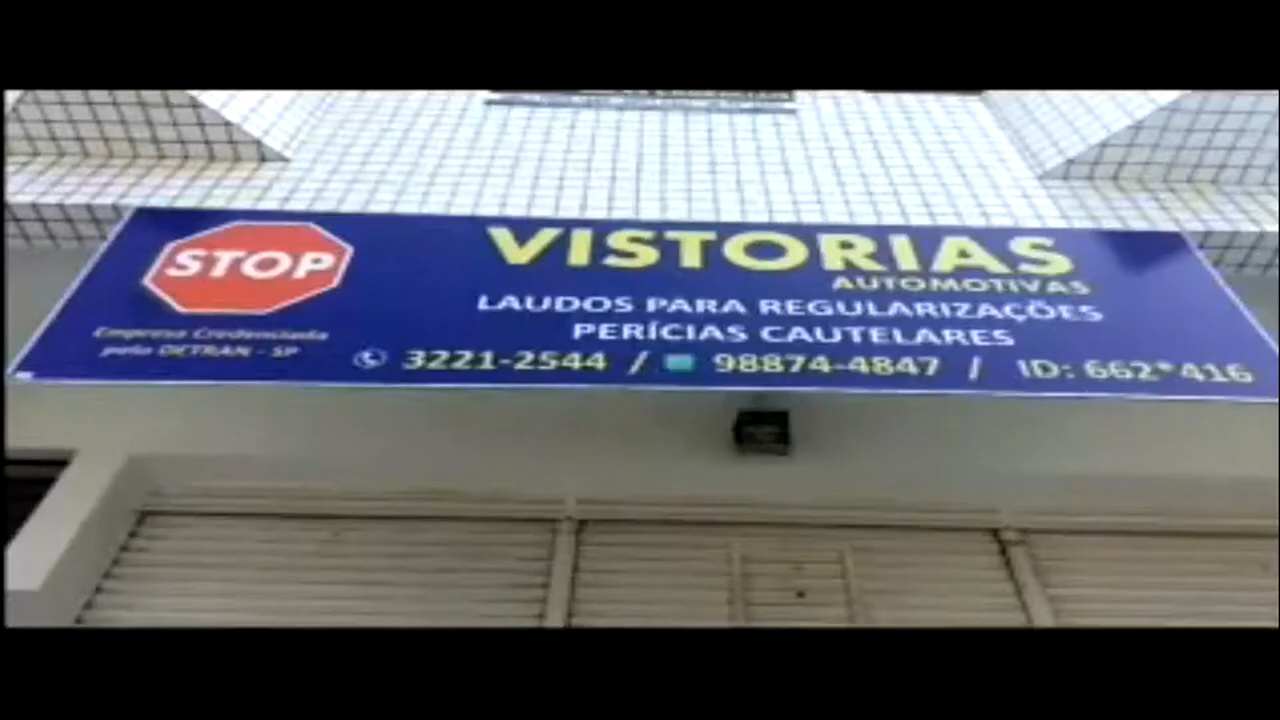 STOP
Empresa Credenciada
pelo DETRAN - SP
VISTORIAS
AUTOMOTIVAS
LAUDOS PARA REGULARIZAÇÕES
PERÍCIAS CAUTELARES
3221-2544 / 98874-4847 / ID: 662*416